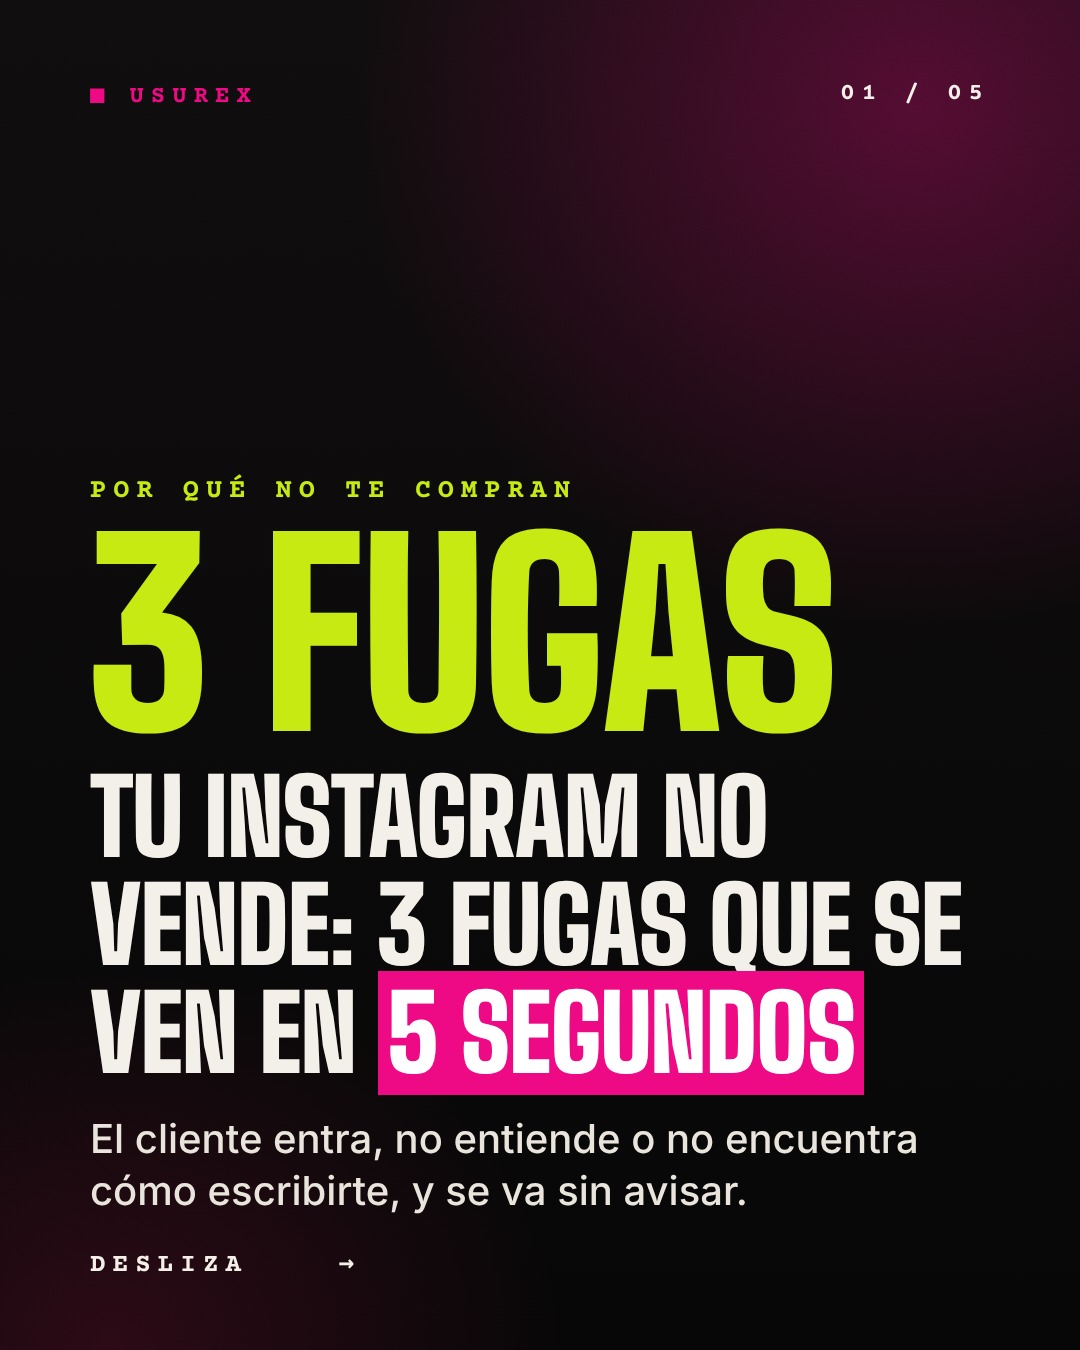 ■ USUREX
01 / 05
POR QUÉ NO TE COMPRAN
3 FUGAS
TU INSTAGRAM NO
VENDE: 3 FUGAS QUE SE
VEN EN 5 SEGUNDOS
El cliente entra, no entiende o no encuentra
cómo escribirte, y se va sin avisar.
DESLIZA →